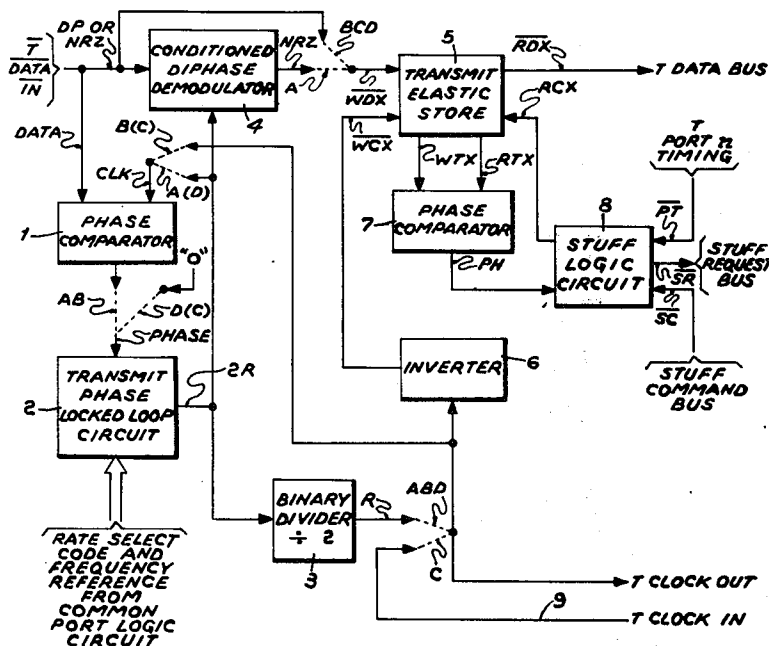 T
DATA
IN
DP OR
NRZ
CONDITIONED
DIPHASE
DEMODULATOR
4
NRZ
A
BCD
WDX
5
TRANSMIT
ELASTIC
STORE
RDX
T DATA BUS
RCX
WCX
WTX
RTX
DATA
B(C)
CLK
A(D)
1
PHASE
COMPARATOR
"0"
AB
D(C)
PHASE
2
TRANSMIT
PHASE
LOCKED LOOP
CIRCUIT
2R
7
PHASE
COMPARATOR
PH
8
STUFF
LOGIC
CIRCUIT
T
PORT n
TIMING
PT
SR
SC
STUFF
REQUEST
BUS
STUFF
COMMAND
BUS
INVERTER
6
BINARY
DIVIDER
÷ 2
3
R
ABD
C
T CLOCK OUT
9
T CLOCK IN
RATE SELECT
CODE AND
FREQUENCY
REFERENCE
FROM
COMMON
PORT LOGIC
CIRCUIT